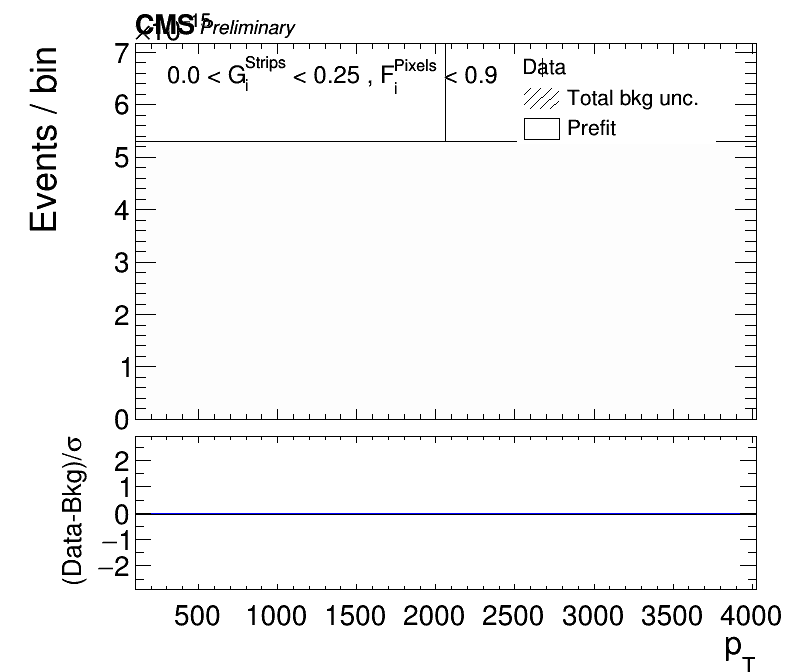 CMS Preliminary
×10^15
Events / bin
0.0 < G_i^Strips < 0.25 , F_i^Pixels < 0.9
Data
Total bkg unc.
Prefit
7
6
5
4
3
2
1
0
(Data-Bkg)/σ
2
1
0
−1
−2
500 1000 1500 2000 2500 3000 3500 4000
p_T